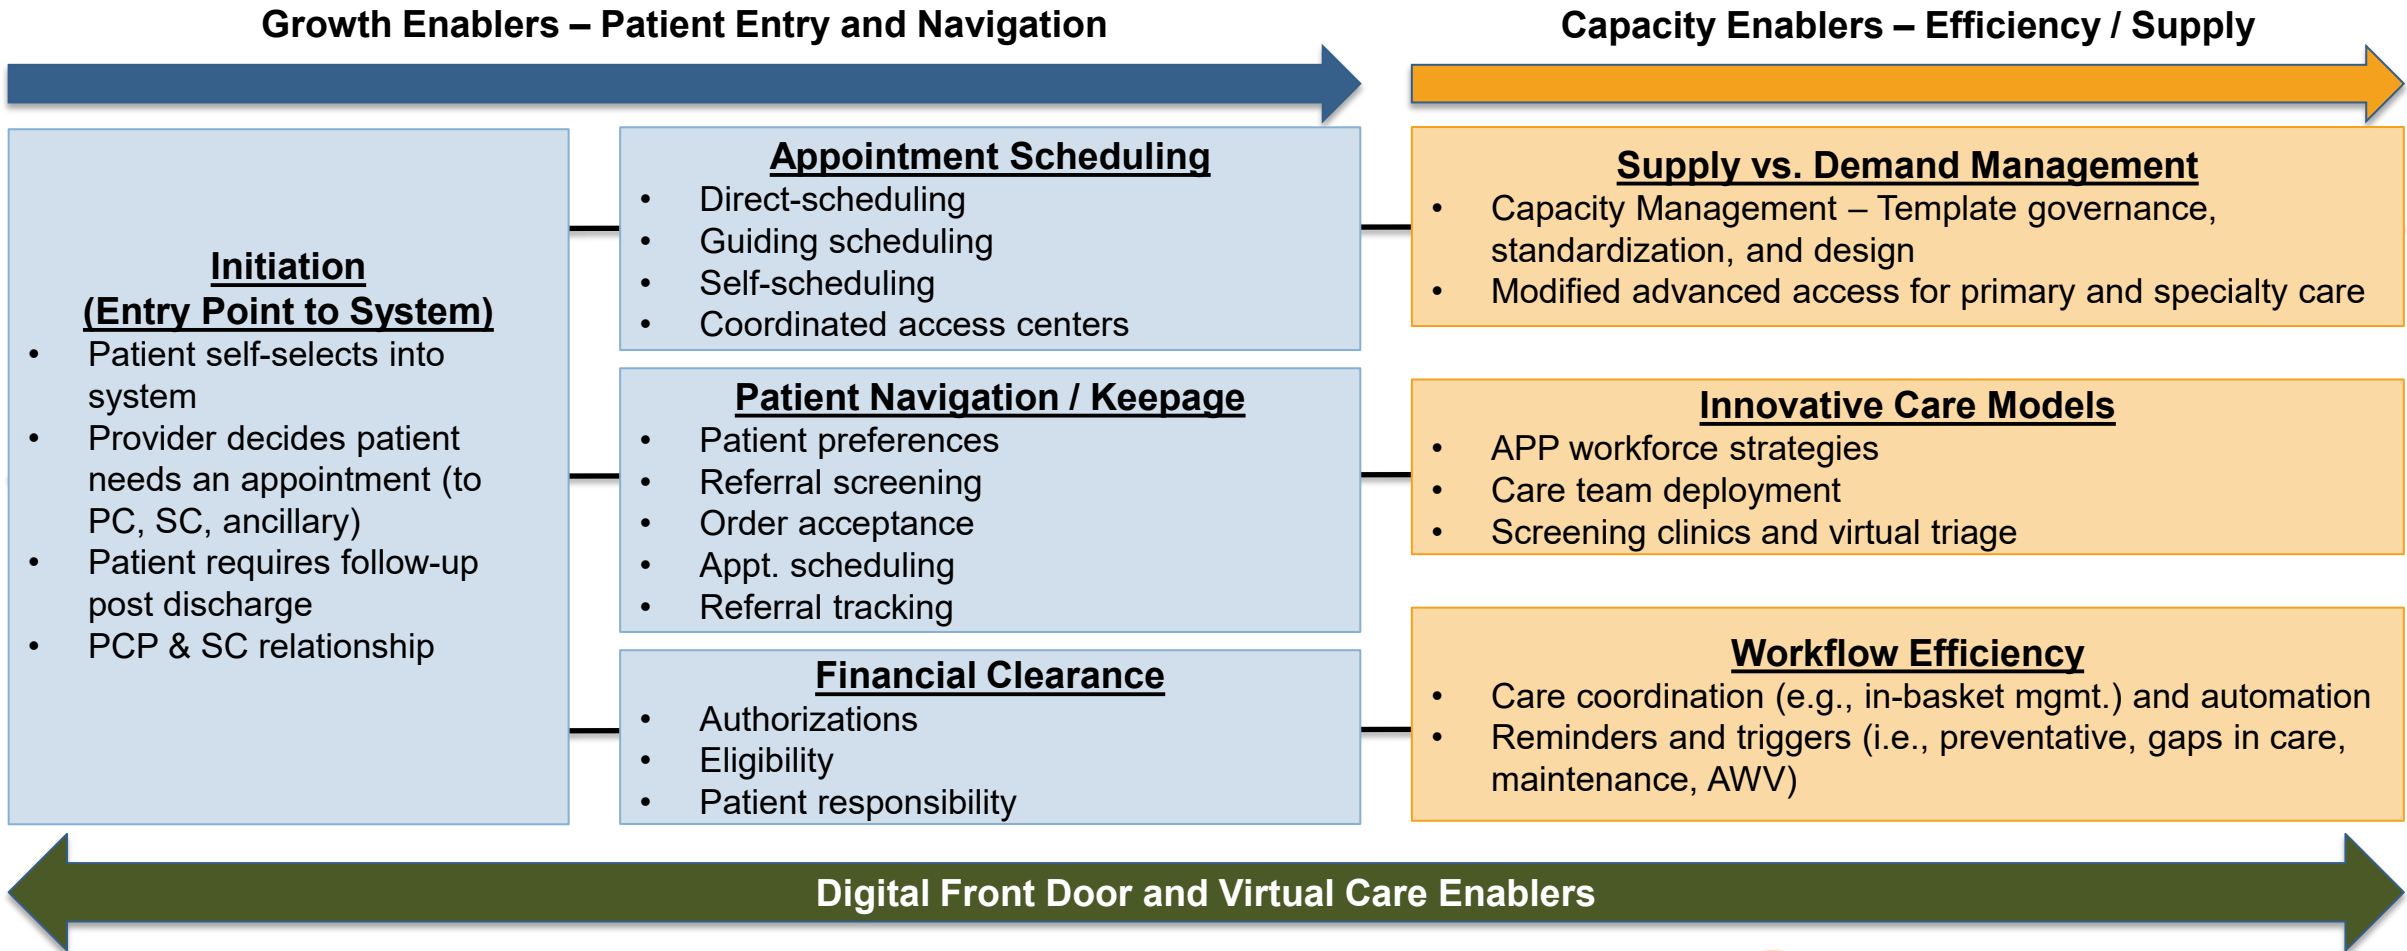 Growth Enablers – Patient Entry and Navigation
Capacity Enablers – Efficiency / Supply
Initiation
(Entry Point to System)
• Patient self-selects into
system
• Provider decides patient
needs an appointment (to
PC, SC, ancillary)
• Patient requires follow-up
post discharge
• PCP & SC relationship
Appointment Scheduling
• Direct-scheduling
• Guiding scheduling
• Self-scheduling
• Coordinated access centers
Patient Navigation / Keepage
• Patient preferences
• Referral screening
• Order acceptance
• Appt. scheduling
• Referral tracking
Financial Clearance
• Authorizations
• Eligibility
• Patient responsibility
Supply vs. Demand Management
• Capacity Management – Template governance,
standardization, and design
• Modified advanced access for primary and specialty care
Innovative Care Models
• APP workforce strategies
• Care team deployment
• Screening clinics and virtual triage
Workflow Efficiency
• Care coordination (e.g., in-basket mgmt.) and automation
• Reminders and triggers (i.e., preventative, gaps in care,
maintenance, AWV)
Digital Front Door and Virtual Care Enablers